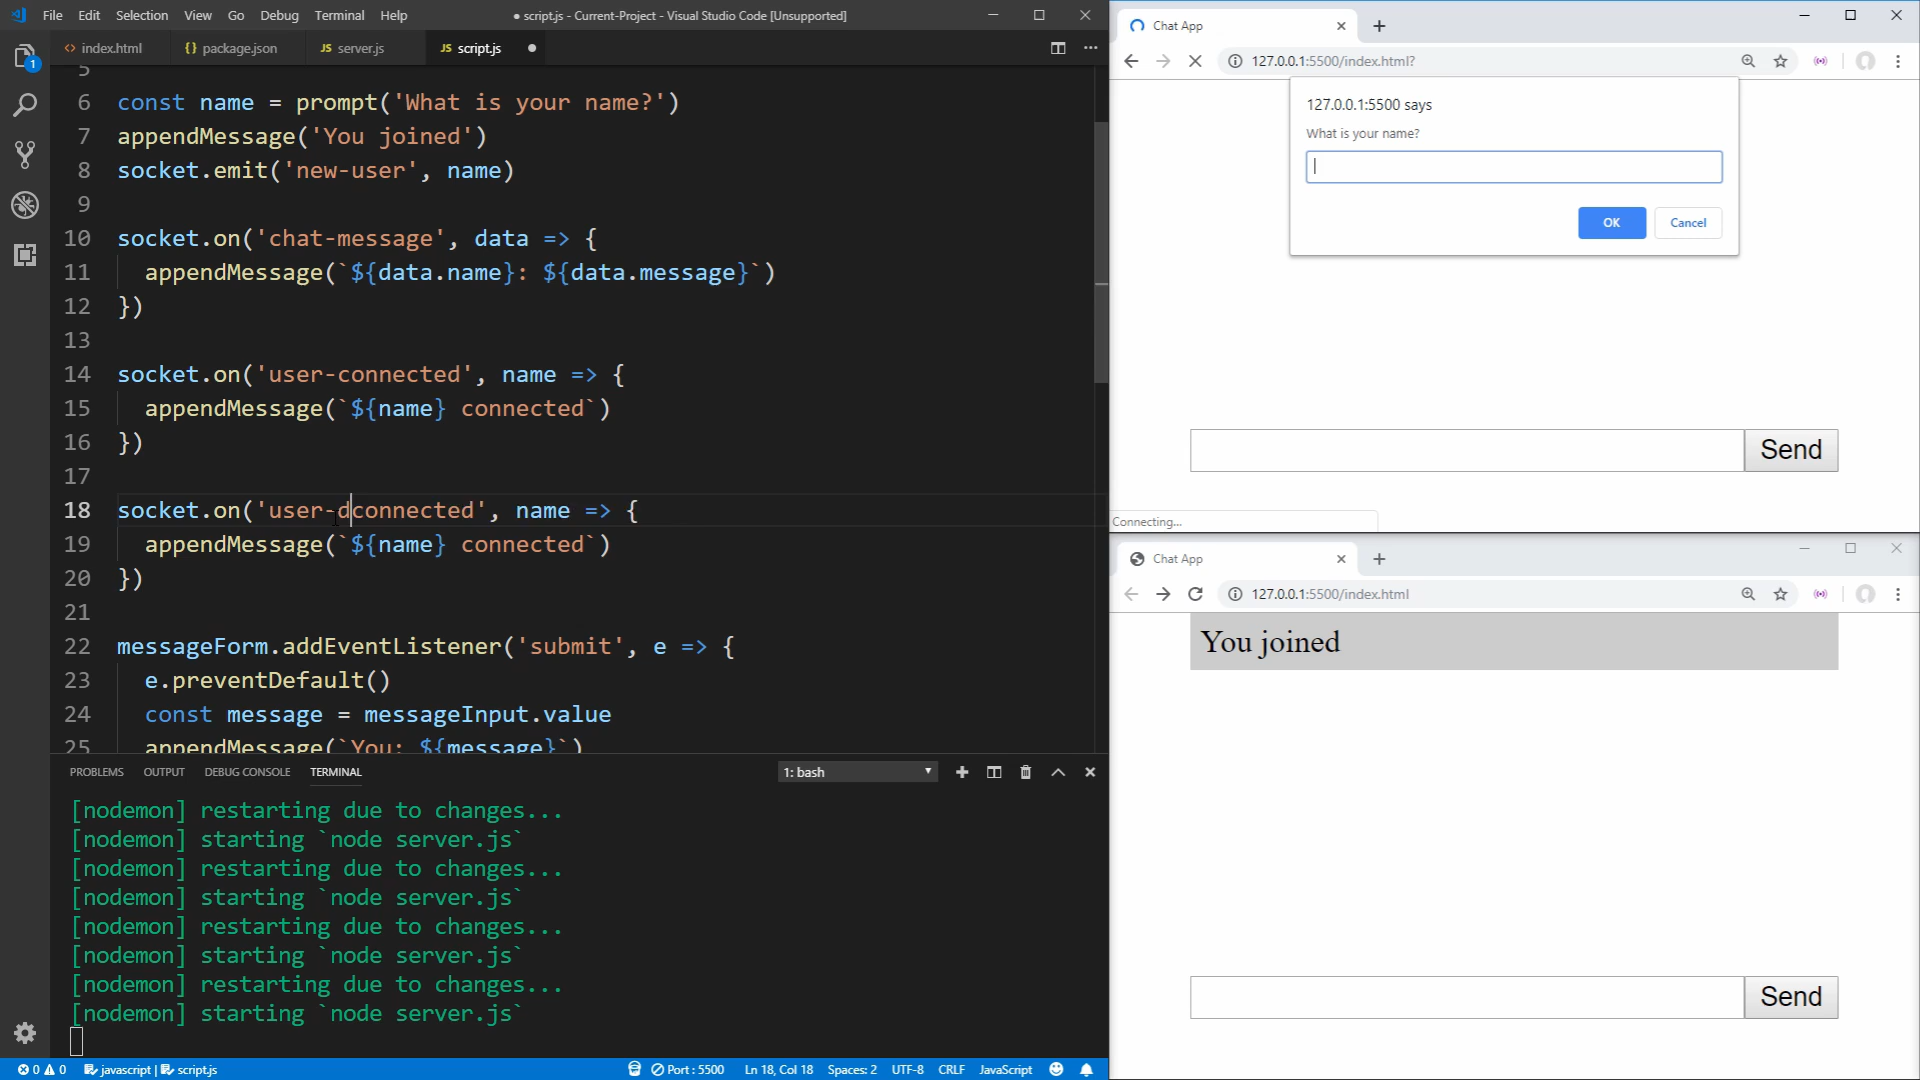 File Edit Selection View Go Debug Terminal Help
● script.js - Current-Project - Visual Studio Code [Unsupported]
<> index.html
{} package.json
JS server.js
JS script.js
1
5
6 const name = prompt('What is your name?')
7 appendMessage('You joined')
8 socket.emit('new-user', name)
9
10 socket.on('chat-message', data => {
11 appendMessage(`${data.name}: ${data.message}`)
12 })
13
14 socket.on('user-connected', name => {
15 appendMessage(`${name} connected`)
16 })
17
18 socket.on('user-dconnected', name => {
19 appendMessage(`${name} connected`)
20 })
21
22 messageForm.addEventListener('submit', e => {
23 e.preventDefault()
24 const message = messageInput.value
25 appendMessage(`You: ${message}`)
PROBLEMS OUTPUT DEBUG CONSOLE TERMINAL
1: bash
[nodemon] restarting due to changes...
[nodemon] starting `node server.js`
[nodemon] restarting due to changes...
[nodemon] starting `node server.js`
[nodemon] restarting due to changes...
[nodemon] starting `node server.js`
[nodemon] restarting due to changes...
[nodemon] starting `node server.js`
0 0 javascript | script.js
Port : 5500 Ln 18, Col 18 Spaces: 2 UTF-8 CRLF JavaScript
Chat App
127.0.0.1:5500/index.html?
127.0.0.1:5500 says
What is your name?
OK Cancel
Send
Connecting...
Chat App
127.0.0.1:5500/index.html
You joined
Send